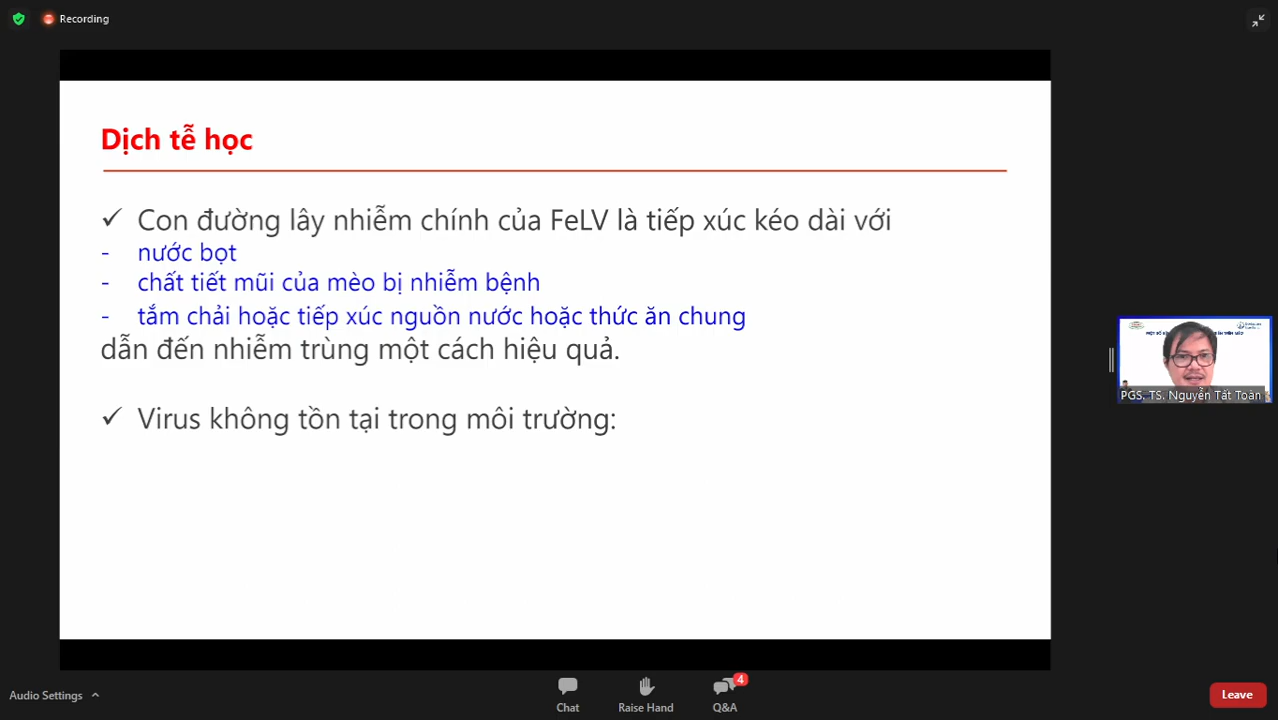 Recording
Dịch tễ học
✓ Con đường lây nhiễm chính của FeLV là tiếp xúc kéo dài với
- nước bọt
- chất tiết mũi của mèo bị nhiễm bệnh
- tắm chải hoặc tiếp xúc nguồn nước hoặc thức ăn chung
dẫn đến nhiễm trùng một cách hiệu quả.
✓ Virus không tồn tại trong môi trường:
PGS. TS. Nguyễn Tất Toàn
Audio Settings
Chat
Raise Hand
4
Q&A
Leave